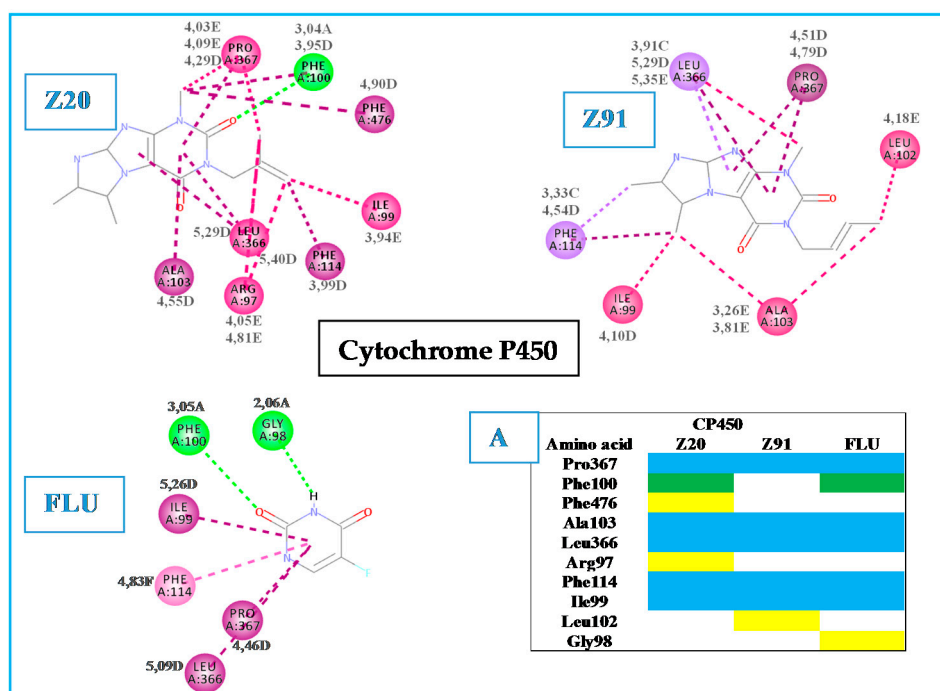 4,03E
4,09E
4,29D
PRO
A:367
3,04A
3,95D
PHE
A:100
4,90D
PHE
A:476
Z20
N
N
N
N
N
O
O
ILE
A:99
3,94E
5,29D
LEU
A:366
5,40D
PHE
A:114
3,99D
ALA
A:103
4,55D
ARG
A:97
4,05E
4,81E
3,91C
5,29D
5,35E
LEU
A:366
4,51D
4,79D
PRO
A:367
Z91
4,18E
LEU
A:102
N
N
N
N
N
O
O
3,33C
4,54D
PHE
A:114
ILE
A:99
4,10D
3,26E
3,81E
ALA
A:103
Cytochrome P450
3,05A
PHE
A:100
2,06A
GLY
A:98
FLU
5,26D
ILE
A:99
H
O
N
O
N
F
4,83F
PHE
A:114
PRO
A:367
4,46D
5,09D
LEU
A:366
A
CP450
Amino acid Z20 Z91 FLU
Pro367
Phe100
Phe476
Ala103
Leu366
Arg97
Phe114
Ile99
Leu102
Gly98